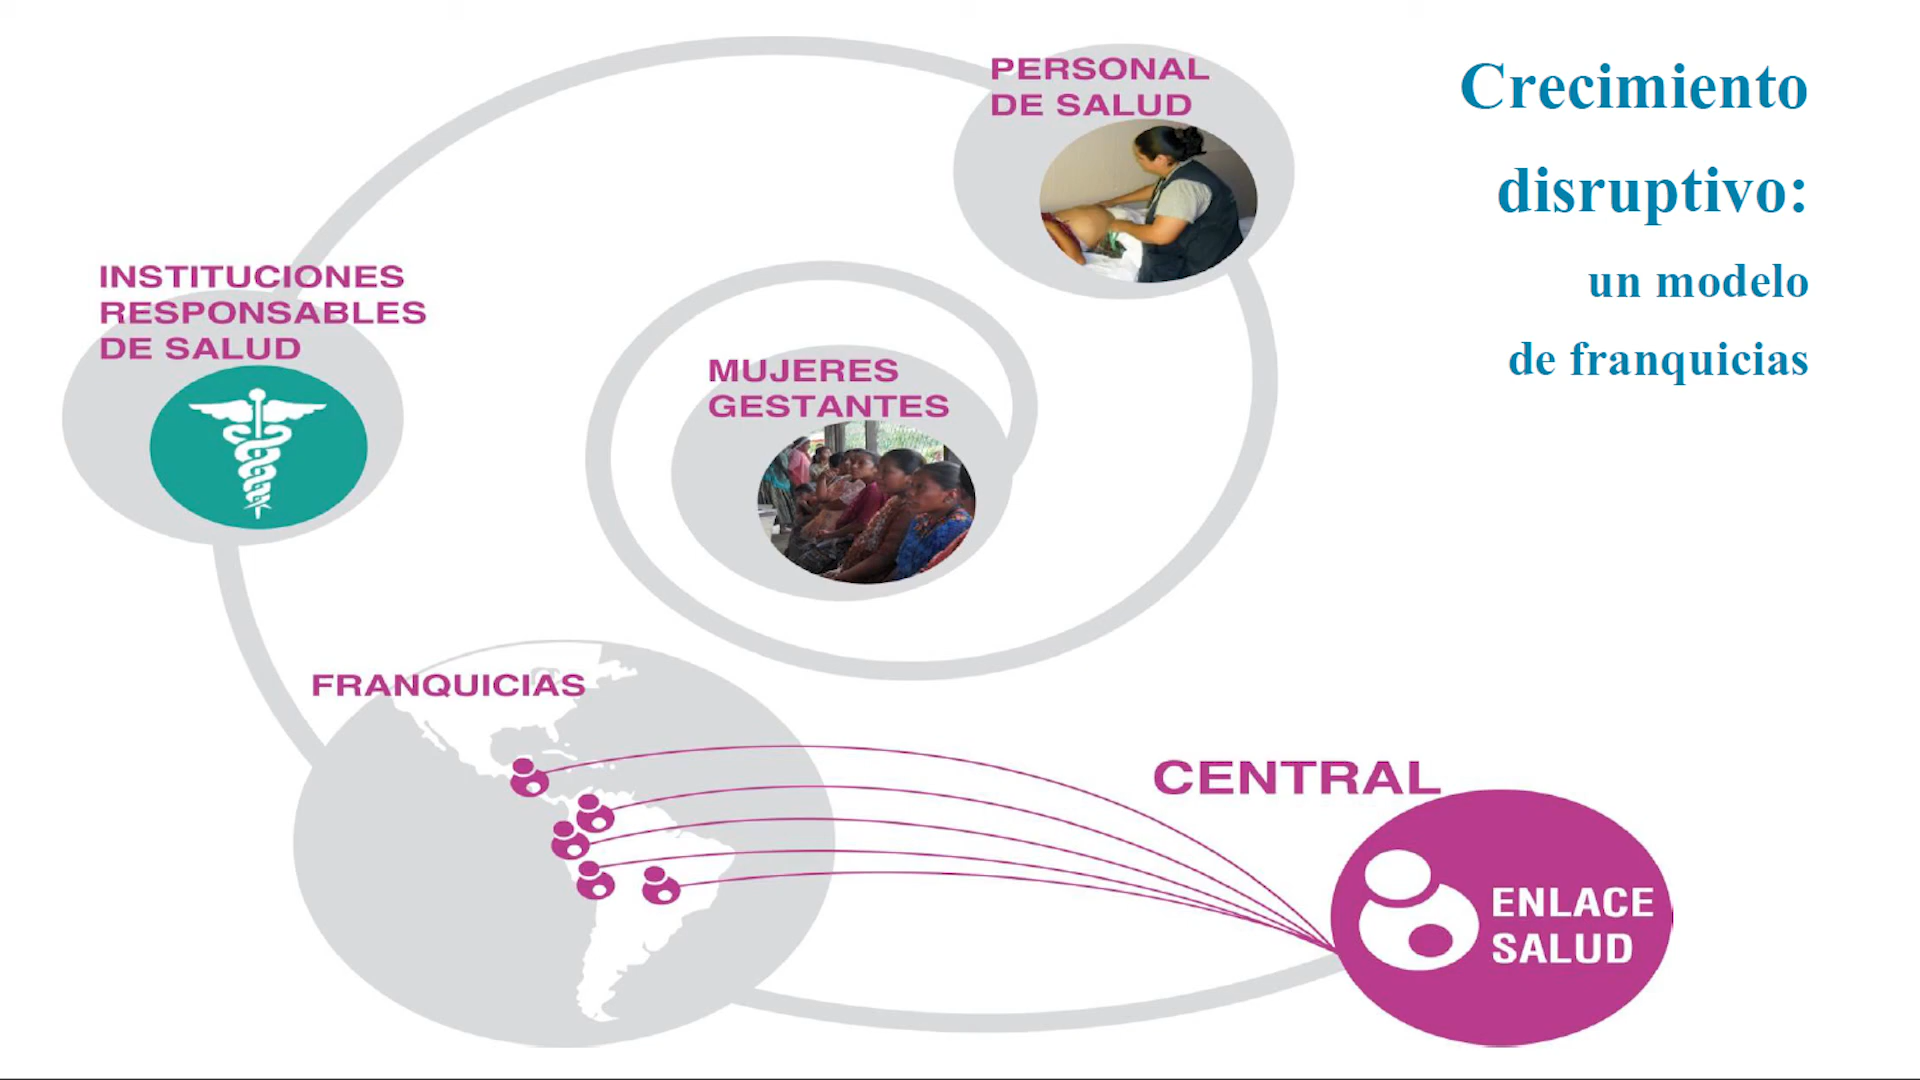 Crecimiento
disruptivo:
un modelo
de franquicias
PERSONAL
DE SALUD
INSTITUCIONES
RESPONSABLES
DE SALUD
MUJERES
GESTANTES
FRANQUICIAS
CENTRAL
ENLACE
SALUD